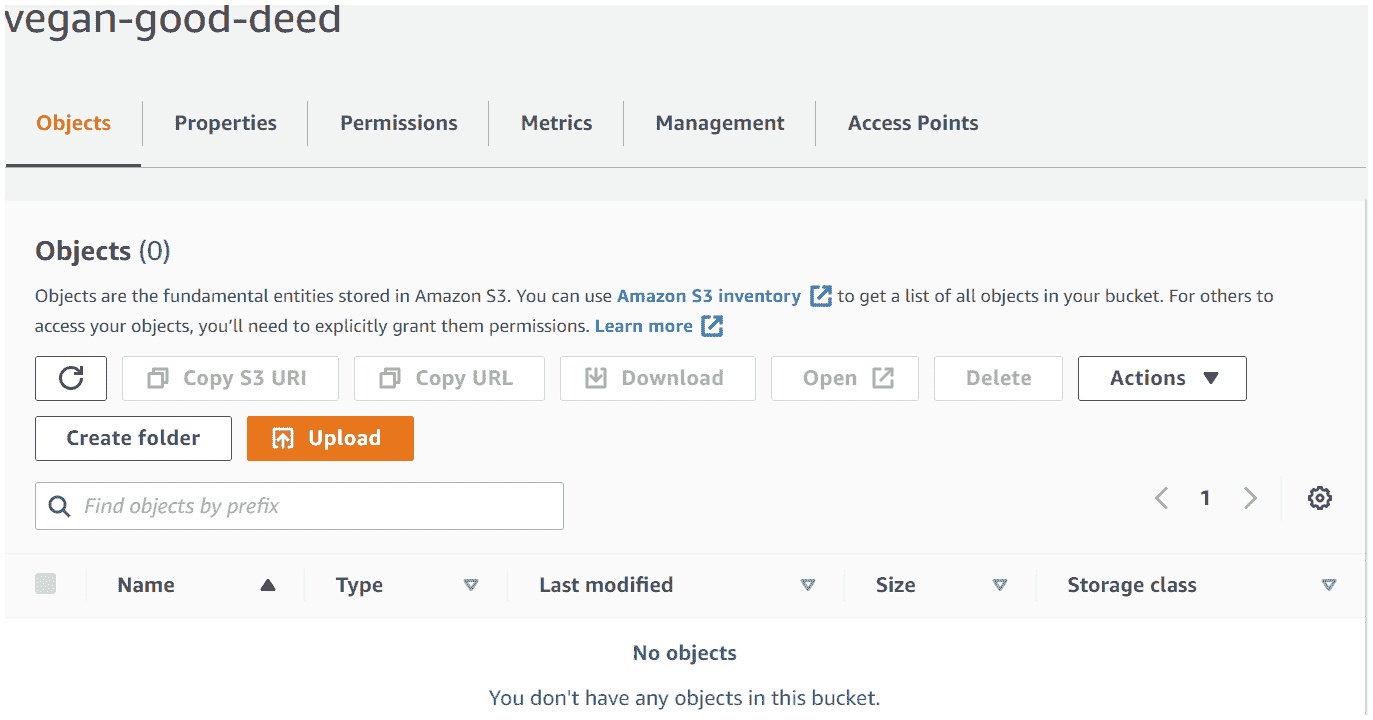 vegan-good-deed
Objects
Properties
Permissions
Metrics
Management
Access Points
Objects (0)
Objects are the fundamental entities stored in Amazon S3. You can use Amazon S3 inventory to get a list of all objects in your bucket. For others to
access your objects, you’ll need to explicitly grant them permissions. Learn more
Copy S3 URI
Copy URL
Download
Open
Delete
Actions
Create folder
Upload
Find objects by prefix
1
Name
Type
Last modified
Size
Storage class
No objects
You don't have any objects in this bucket.